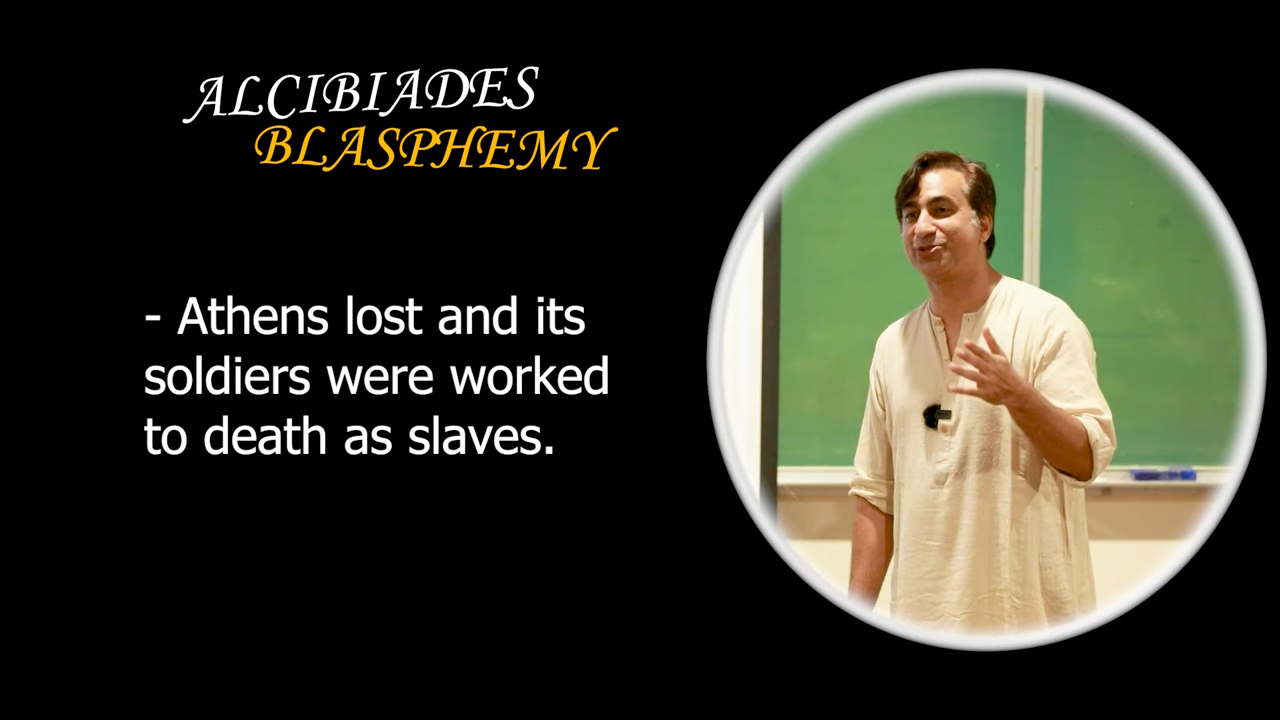 ALCIBIADES
BLASPHEMY
- Athens lost and its
soldiers were worked
to death as slaves.